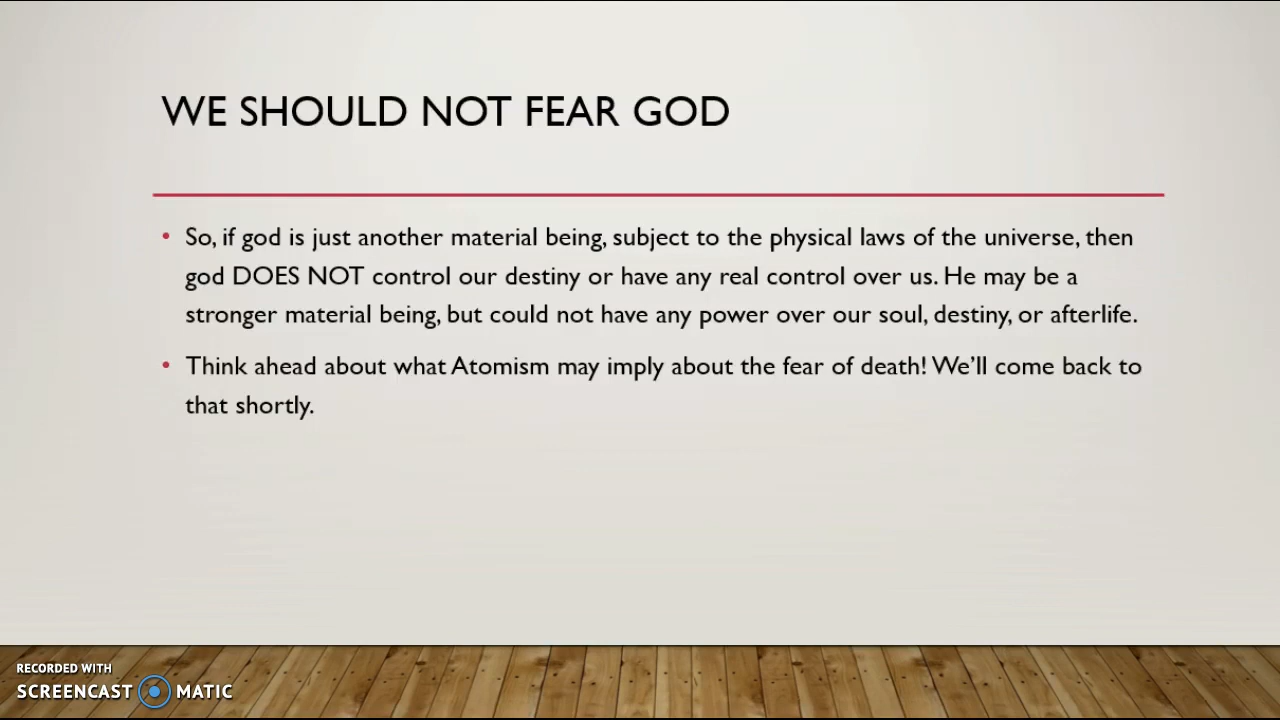 WE SHOULD NOT FEAR GOD
• So, if god is just another material being, subject to the physical laws of the universe, then
god DOES NOT control our destiny or have any real control over us. He may be a
stronger material being, but could not have any power over our soul, destiny, or afterlife.
• Think ahead about what Atomism may imply about the fear of death! We’ll come back to
that shortly.
RECORDED WITH
SCREENCAST MATIC